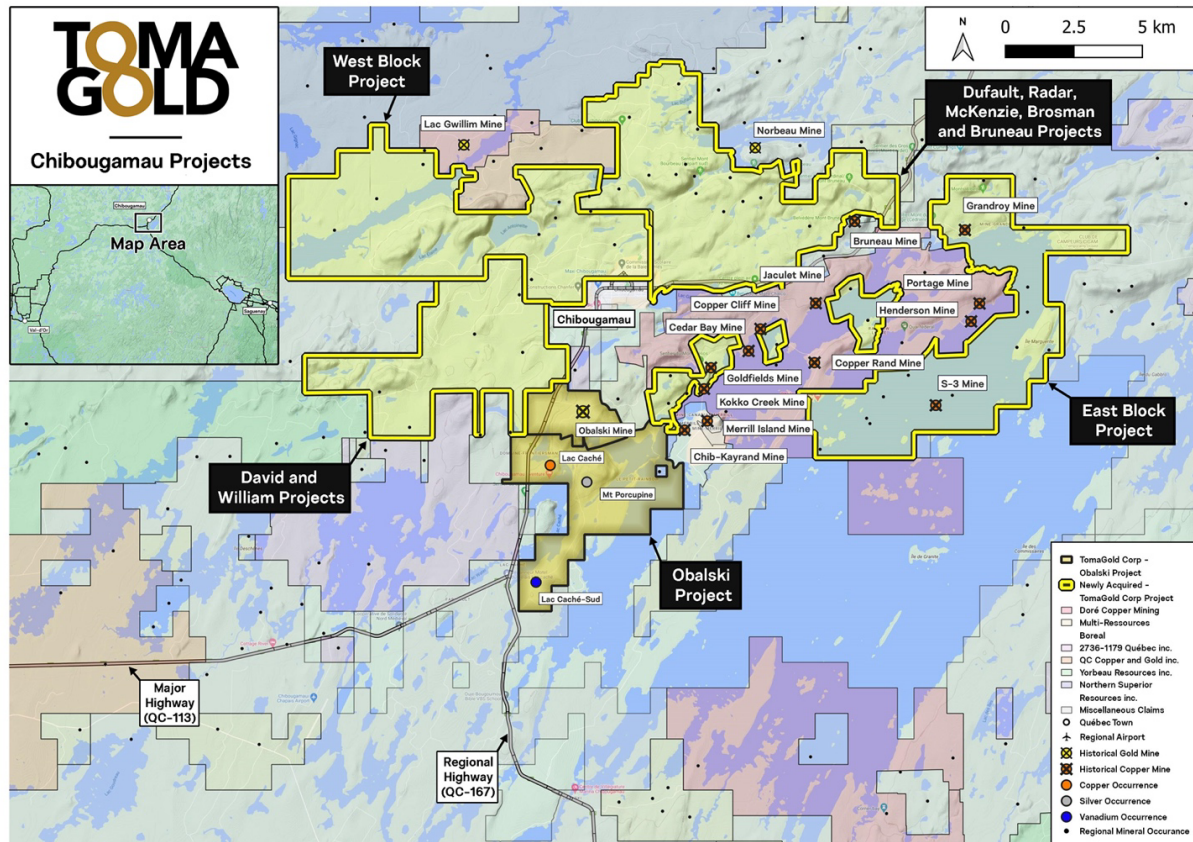 TOMA
GOLD
Chibougamau Projects
Chibougamau
Map Area
Val-d'Or
Saguenay
N
0 2.5 5 km
West Block
Project
Lac Gwillim Mine
Norbeau Mine
Dufault, Radar,
McKenzie, Brosman
and Bruneau Projects
Grandroy Mine
Bruneau Mine
Jaculet Mine
Portage Mine
Copper Cliff Mine
Henderson Mine
Chibougamau
Cedar Bay Mine
Copper Rand Mine
Goldfields Mine
S-3 Mine
Kokko Creek Mine
East Block
Project
Obalski Mine
Merrill Island Mine
Chib-Kayrand Mine
David and
William Projects
Lac Caché
Mt Porcupine
Obalski
Project
Lac Caché-Sud
Major
Highway
(QC-113)
Regional
Highway
(QC-167)
TomaGold Corp -
Obalski Project
Newly Acquired -
TomaGold Corp Project
Doré Copper Mining
Multi-Ressources
Boreal
2736-1179 Québec inc.
QC Copper and Gold inc.
Yorbeau Resources inc.
Northern Superior
Resources inc.
Miscellaneous Claims
Québec Town
Regional Airport
Historical Gold Mine
Historical Copper Mine
Copper Occurrence
Silver Occurrence
Vanadium Occurrence
Regional Mineral Occurance